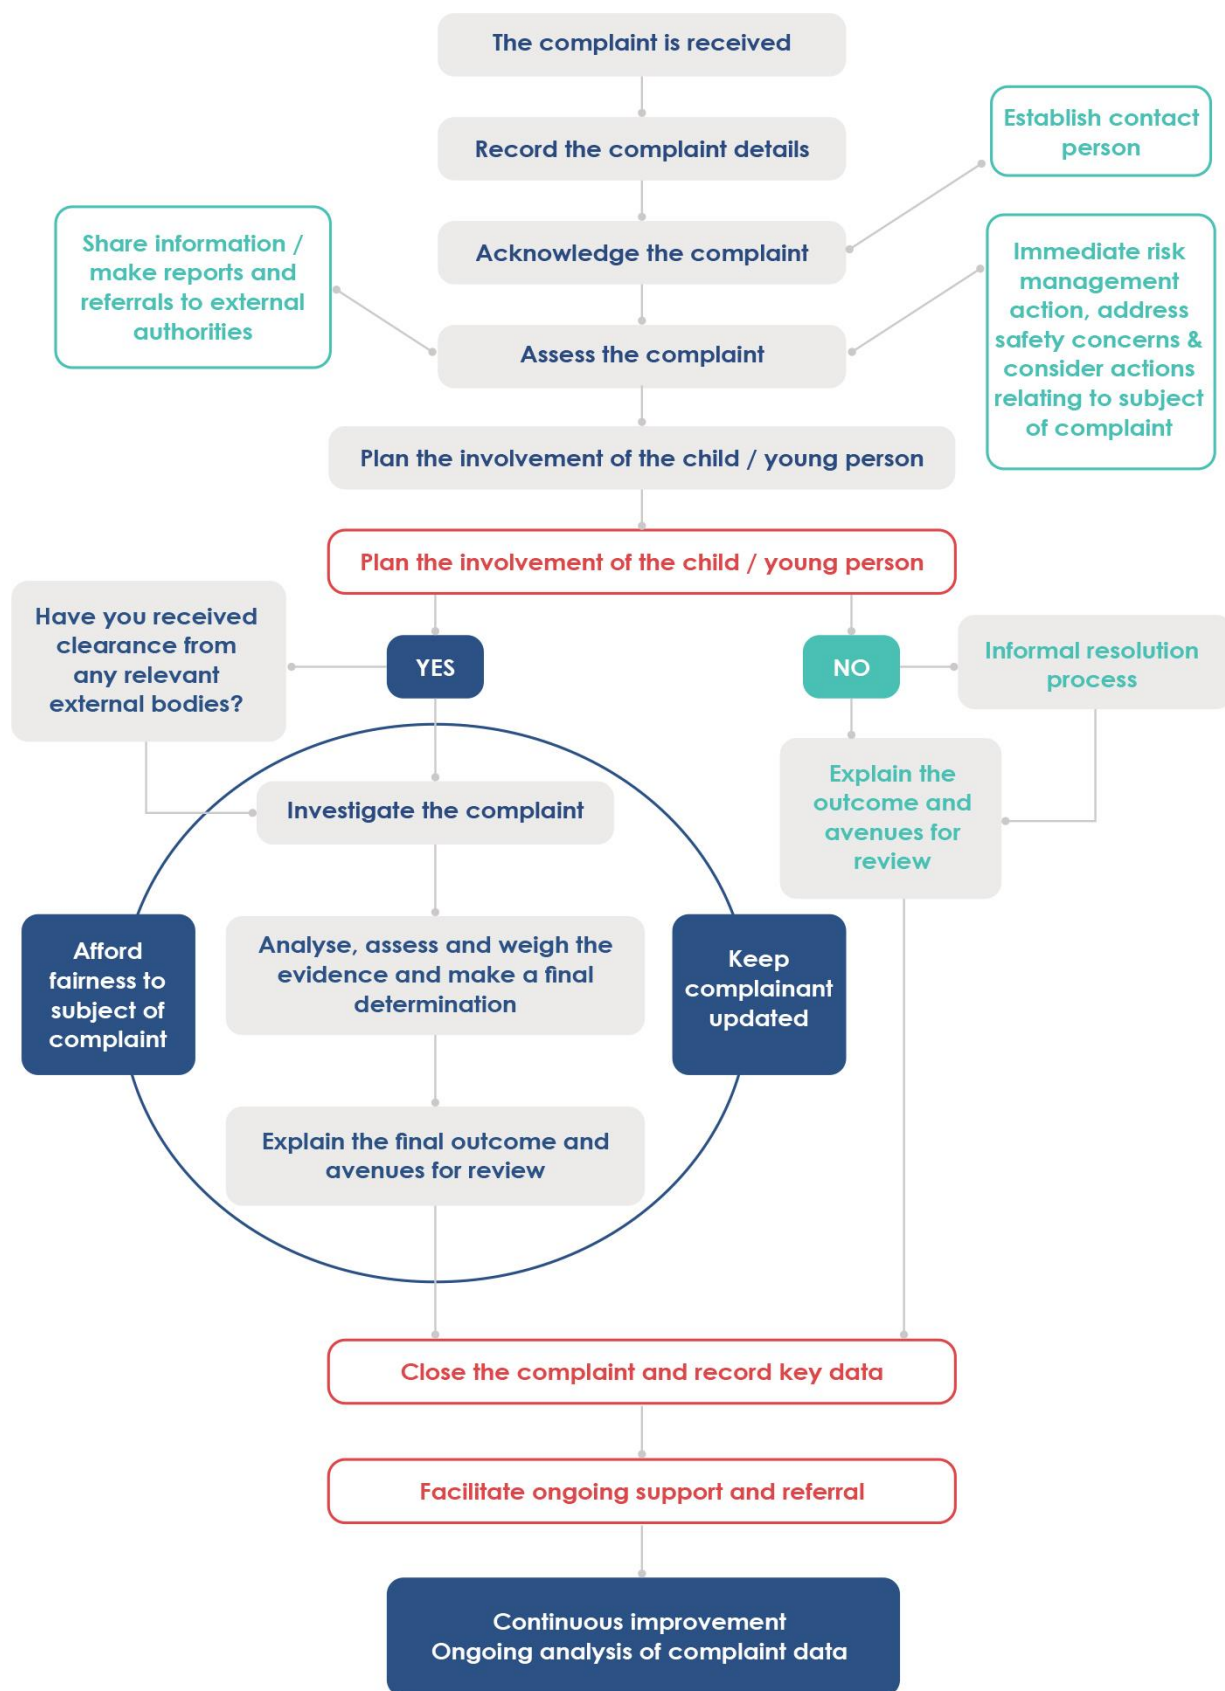 The complaint is received
Record the complaint details
Establish contact
person
Acknowledge the complaint
Share information /
make reports and
referrals to external
authorities
Immediate risk
management
action, address
safety concerns &
consider actions
relating to subject
of complaint
Assess the complaint
Plan the involvement of the child / young person
Plan the involvement of the child / young person
Have you received
clearance from
any relevant
external bodies?
YES
NO
Informal resolution
process
Investigate the complaint
Explain the
outcome and
avenues for
review
Afford
fairness to
subject of
complaint
Analyse, assess and weigh the
evidence and make a final
determination
Keep
complainant
updated
Explain the final outcome and
avenues for review
Close the complaint and record key data
Facilitate ongoing support and referral
Continuous improvement
Ongoing analysis of complaint data